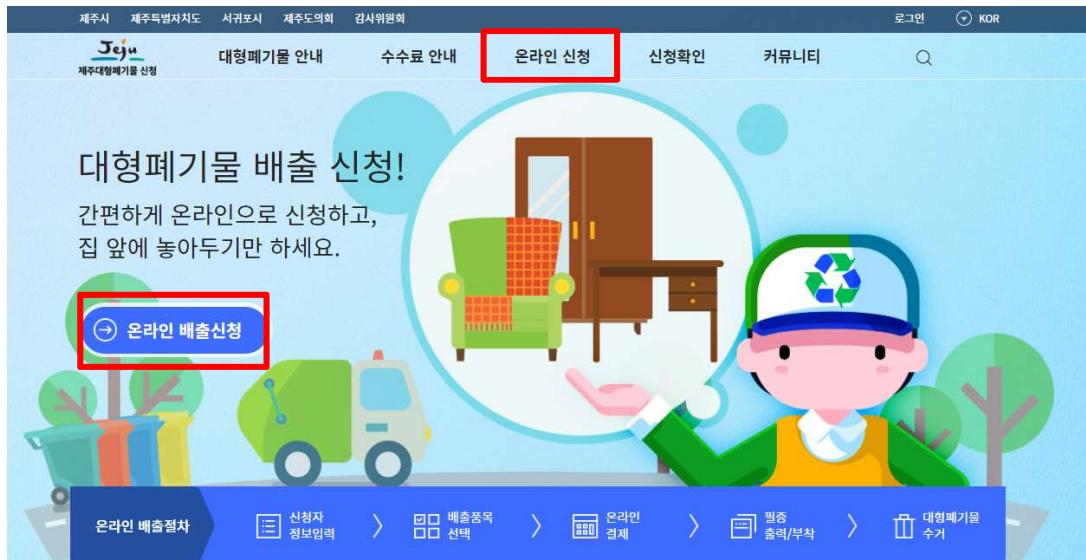 제주시 제주특별자치도 서귀포시 제주도의회 감사위원회 로그인 KOR
Jeju
제주대형폐기물 신청
대형폐기물 안내 수수료 안내 온라인 신청 신청확인 커뮤니티
대형폐기물 배출 신청!
간편하게 온라인으로 신청하고,
집 앞에 놓아두기만 하세요.
온라인 배출신청
온라인 배출절차
신청자
정보입력
배출품목
선택
온라인
결제
필증
출력/부착
대형폐기물
수거